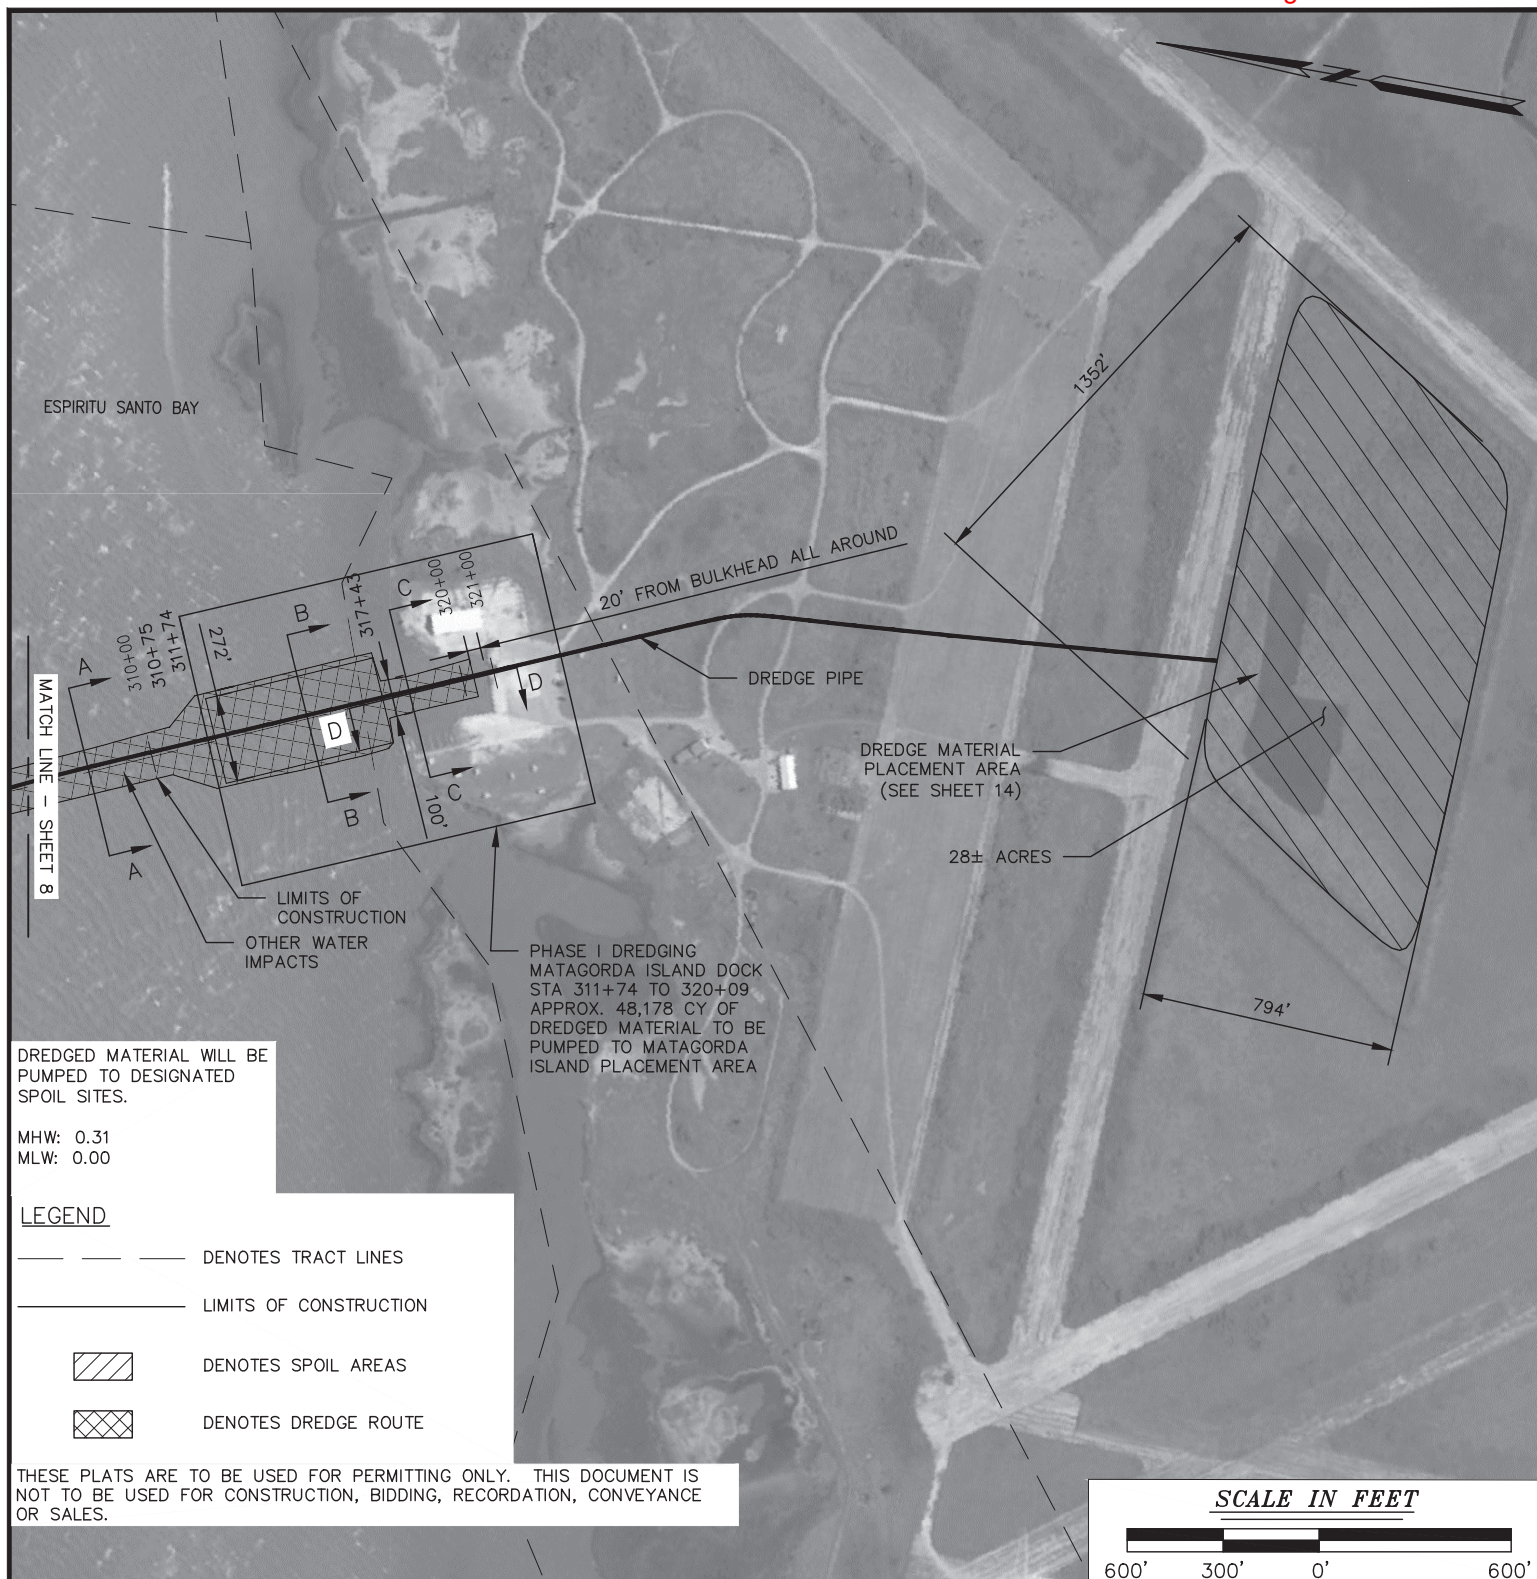 N
ESPIRITU SANTO BAY
1352'
20' FROM BULKHEAD ALL AROUND
A
310+00
310+75
311+74
272'
B
317+43
C
320+00
321+00
D
D
DREDGE PIPE
MATCH LINE – SHEET 8
100'
C
B
A
DREDGE MATERIAL
PLACEMENT AREA
(SEE SHEET 14)
28± ACRES
LIMITS OF
CONSTRUCTION
OTHER WATER
IMPACTS
PHASE I DREDGING
MATAGORDA ISLAND DOCK
STA 311+74 TO 320+09
APPROX. 48,178 CY OF
DREDGED MATERIAL TO BE
PUMPED TO MATAGORDA
ISLAND PLACEMENT AREA
794'
DREDGED MATERIAL WILL BE
PUMPED TO DESIGNATED
SPOIL SITES.
MHW: 0.31
MLW: 0.00
LEGEND
DENOTES TRACT LINES
LIMITS OF CONSTRUCTION
DENOTES SPOIL AREAS
DENOTES DREDGE ROUTE
THESE PLATS ARE TO BE USED FOR PERMITTING ONLY. THIS DOCUMENT IS
NOT TO BE USED FOR CONSTRUCTION, BIDDING, RECORDATION, CONVEYANCE
OR SALES.
SCALE IN FEET
600' 300' 0' 600'